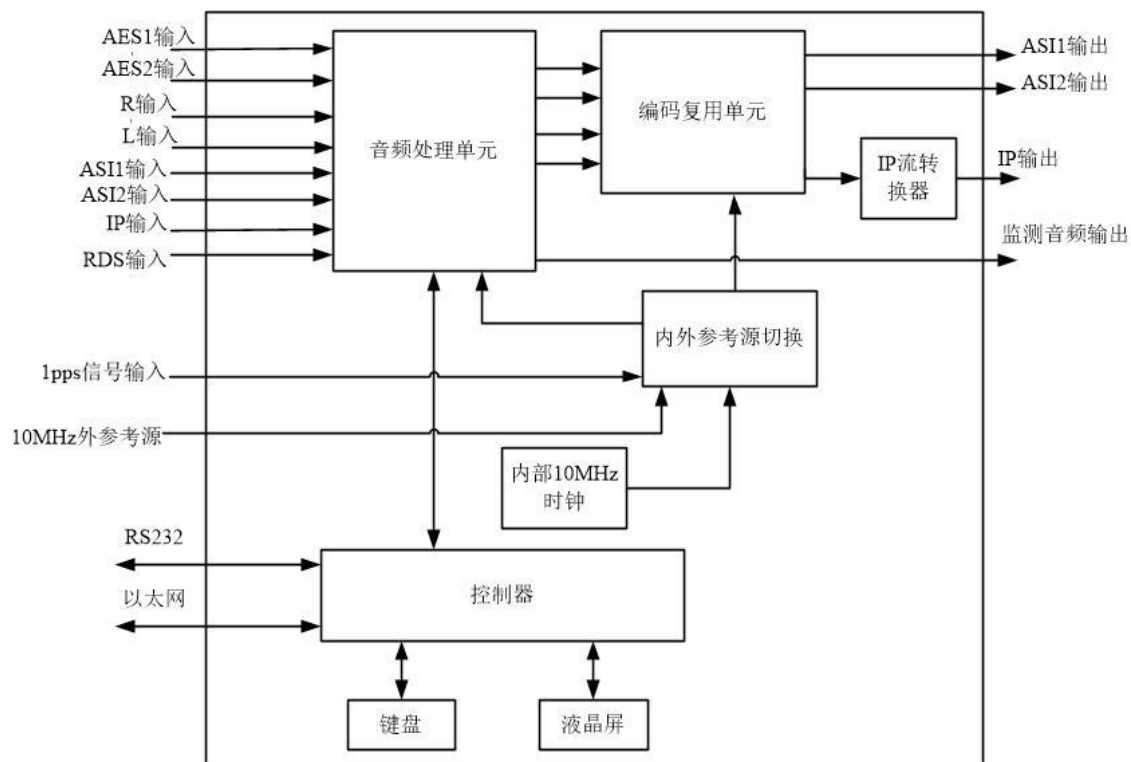 AES1输入
AES2输入
R输入
L输入
ASI1输入
ASI2输入
IP输入
RDS输入
音频处理单元
编码复用单元
ASI1输出
ASI2输出
IP流转
换器
IP输出
监测音频输出
内外参考源切换
1pps信号输入
10MHz外参考源
内部10MHz
时钟
RS232
以太网
控制器
键盘
液晶屏